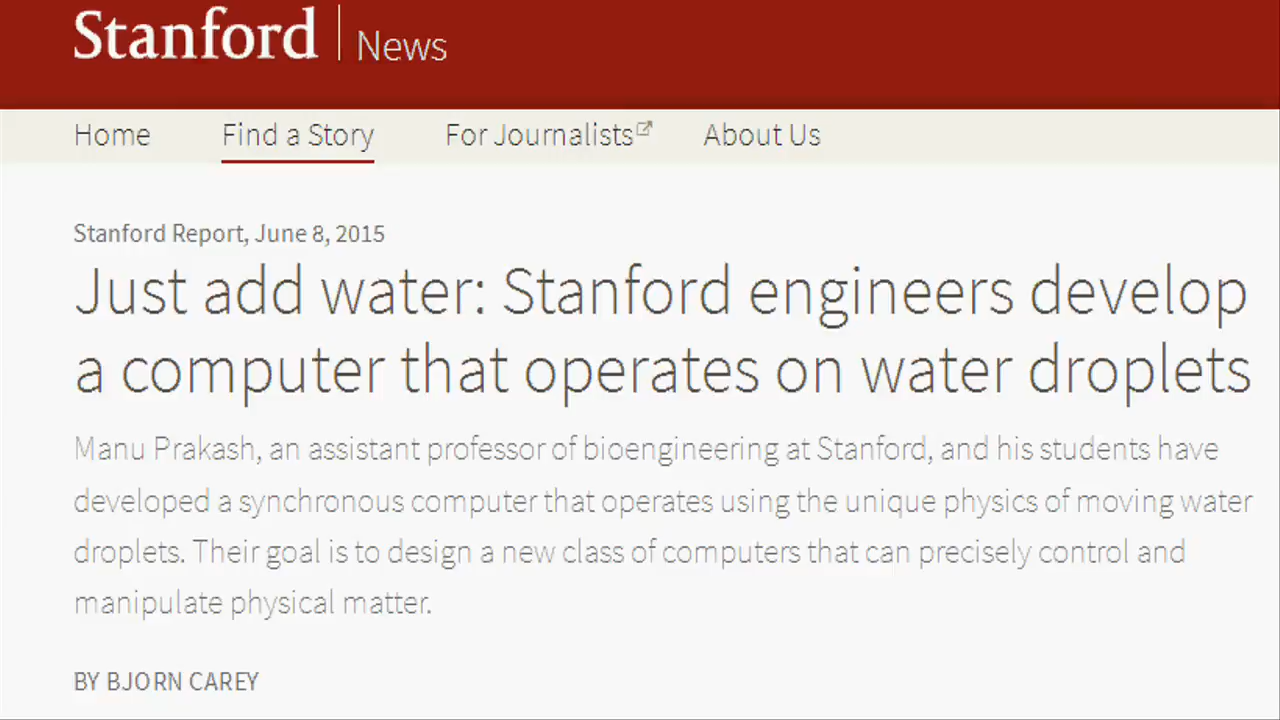 Stanford | News
Home Find a Story For Journalists About Us
Stanford Report, June 8, 2015
Just add water: Stanford engineers develop
a computer that operates on water droplets
Manu Prakash, an assistant professor of bioengineering at Stanford, and his students have
developed a synchronous computer that operates using the unique physics of moving water
droplets. Their goal is to design a new class of computers that can precisely control and
manipulate physical matter.
BY BJORN CAREY